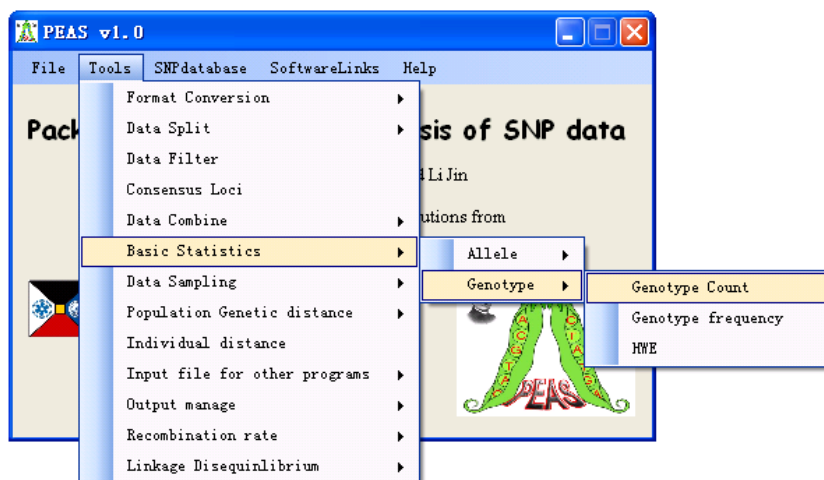 PEAS v1.0
File Tools SNPdatabase SoftwareLinks Help
Format Conversion
Pack
Data Split
sis of SNP data
Data Filter
Li Jin
Consensus Loci
Data Combine
utions from
Basic Statistics
Allele
Data Sampling
Genotype
Genotype Count
Population Genetic distance
Genotype frequency
Individual distance
HWE
Input file for other programs
Output manage
PEAS
Recombination rate
Linkage Disequinlibrium